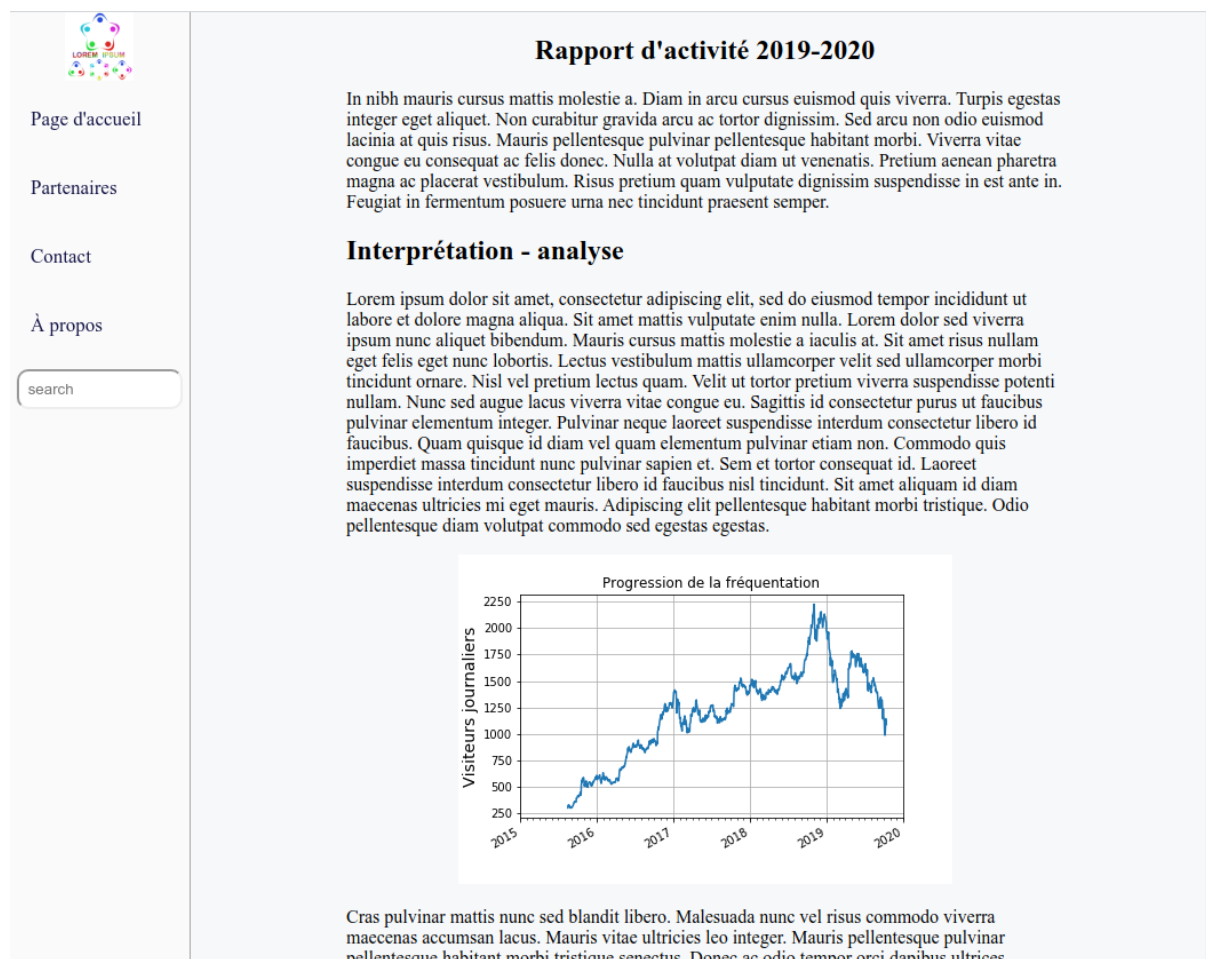 LOREM IPSUM
Page d'accueil
Partenaires
Contact
À propos
search
Rapport d'activité 2019-2020
In nibh mauris cursus mattis molestie a. Diam in arcu cursus euismod quis viverra. Turpis egestas
integer eget aliquet. Non curabitur gravida arcu ac tortor dignissim. Sed arcu non odio euismod
lacinia at quis risus. Mauris pellentesque pulvinar pellentesque habitant morbi. Viverra vitae
congue eu consequat ac felis donec. Nulla at volutpat diam ut venenatis. Pretium aenean pharetra
magna ac placerat vestibulum. Risus pretium quam vulputate dignissim suspendisse in est ante in.
Feugiat in fermentum posuere urna nec tincidunt praesent semper.
Interprétation - analyse
Lorem ipsum dolor sit amet, consectetur adipiscing elit, sed do eiusmod tempor incididunt ut
labore et dolore magna aliqua. Sit amet mattis vulputate enim nulla. Lorem dolor sed viverra
ipsum nunc aliquet bibendum. Mauris cursus mattis molestie a iaculis at. Sit amet risus nullam
eget felis eget nunc lobortis. Lectus vestibulum mattis ullamcorper velit sed ullamcorper morbi
tincidunt ornare. Nisl vel pretium lectus quam. Velit ut tortor pretium viverra suspendisse potenti
nullam. Nunc sed augue lacus viverra vitae congue eu. Sagittis id consectetur purus ut faucibus
pulvinar elementum integer. Pulvinar neque laoreet suspendisse interdum consectetur libero id
faucibus. Quam quisque id diam vel quam elementum pulvinar etiam non. Commodo quis
imperdiet massa tincidunt nunc pulvinar sapien et. Sem et tortor consequat id. Laoreet
suspendisse interdum consectetur libero id faucibus nisl tincidunt. Sit amet aliquam id diam
maecenas ultricies mi eget mauris. Adipiscing elit pellentesque habitant morbi tristique. Odio
pellentesque diam volutpat commodo sed egestas egestas.
Progression de la fréquentation
Visiteurs journaliers
2250
2000
1750
1500
1250
1000
750
500
250
2015 2016 2017 2018 2019 2020
Cras pulvinar mattis nunc sed blandit libero. Malesuada nunc vel risus commodo viverra
maecenas accumsan lacus. Mauris vitae ultricies leo integer. Mauris pellentesque pulvinar
pellentesque habitant morbi tristique senectus. Donec ac odio tempor orci dapibus ultrices